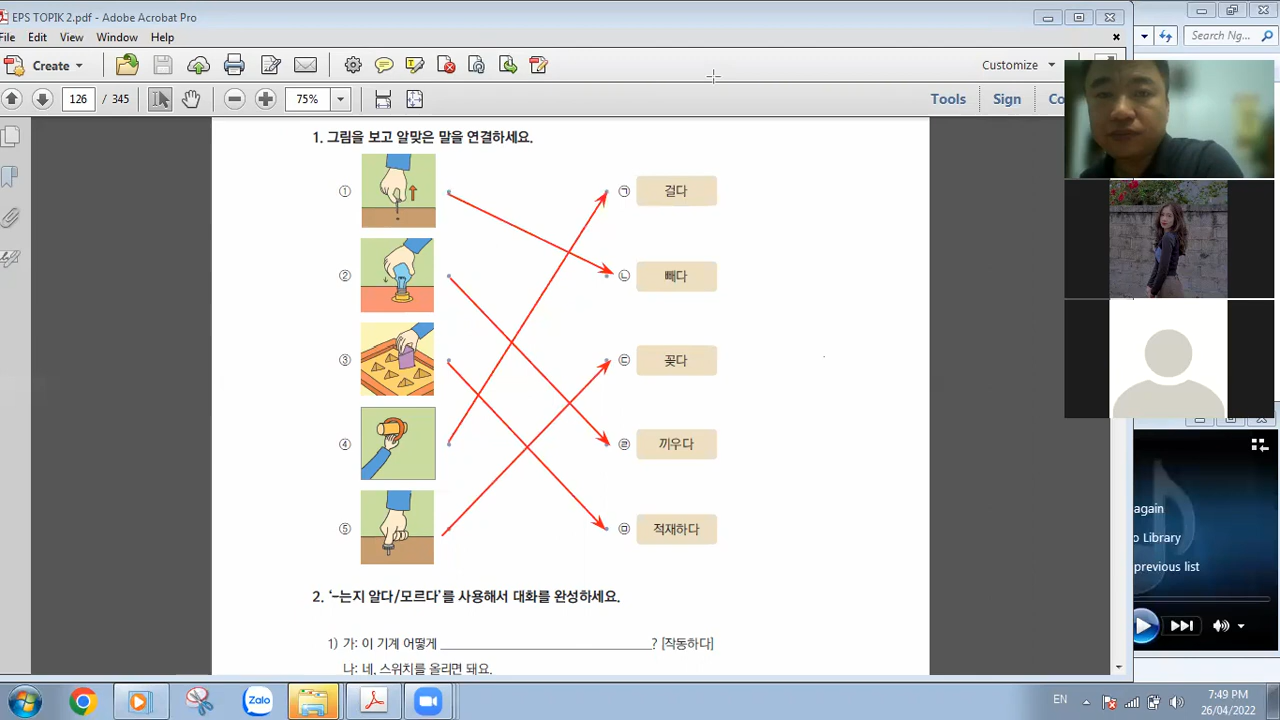 EPS TOPIK 2.pdf - Adobe Acrobat Pro
File Edit View Window Help
Create
Customize
126 / 345
75%
Tools Sign Co
Search Ng...
1. 그림을 보고 알맞은 말을 연결하세요.
① ㉠ 걸다
② ㉡ 빼다
③ ㉢ 꽂다
④ ㉣ 끼우다
⑤ ㉤ 적재하다
2. ‘-는지 알다/모르다’를 사용해서 대화를 완성하세요.
1) 가: 이 기계 어떻게 ? [작동하다]
나: 네, 스위치를 올리면 돼요.
again
o Library
previous list
Zalo
EN
7:49 PM
26/04/2022